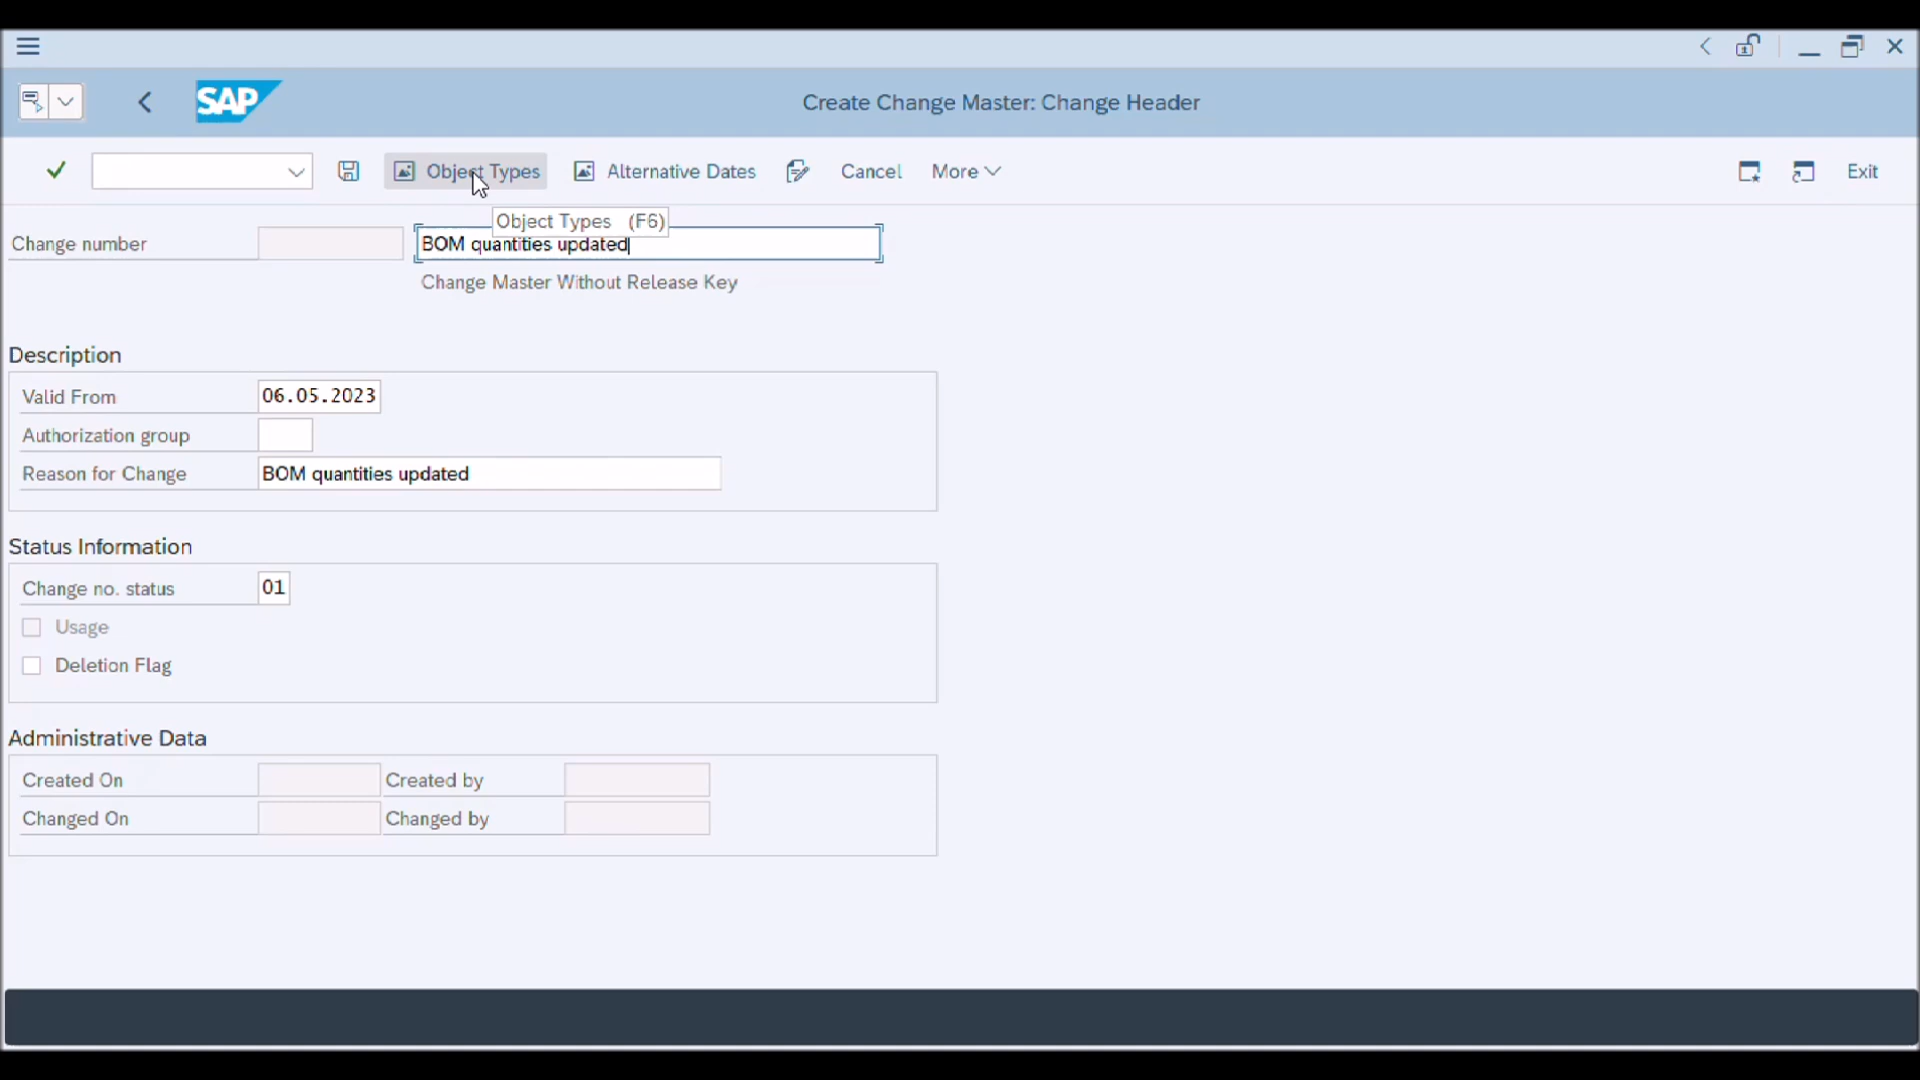 SAP
Create Change Master: Change Header
Object Types
Alternative Dates
Cancel
More
Exit
Object Types (F6)
Change number
BOM quantities updated
Change Master Without Release Key
Description
Valid From 06.05.2023
Authorization group
Reason for Change BOM quantities updated
Status Information
Change no. status 01
Usage
Deletion Flag
Administrative Data
Created On Created by
Changed On Changed by